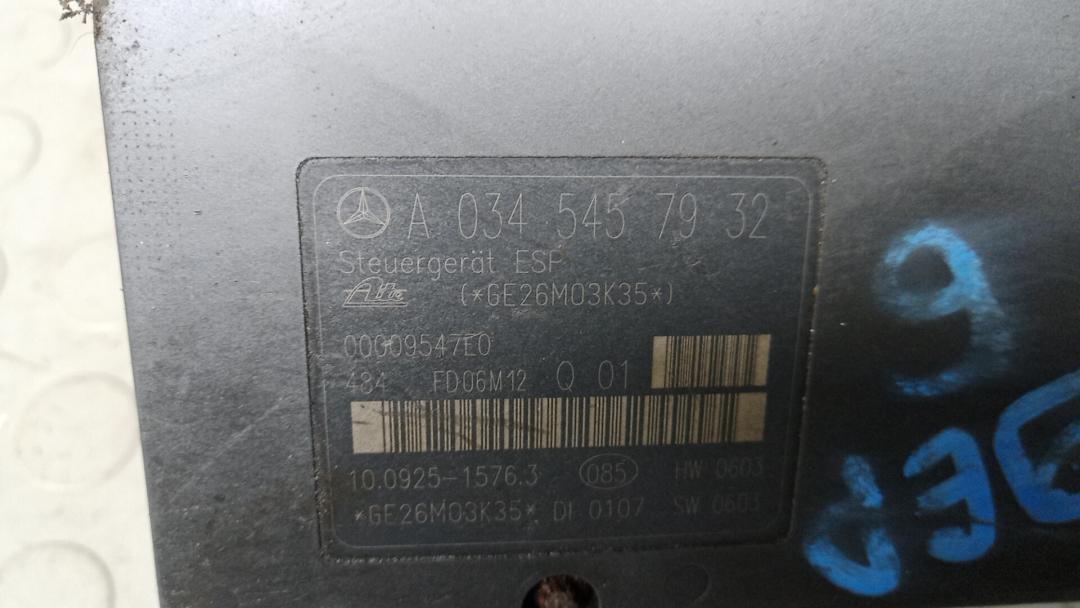 A 034 545 79 32
Steuergerät ESP
Ate (*GE26M03K35*)
00009547E0
484 FD06M12 Q 01
10.0925-1576.3 085 HW 0603
*GE26M03K35* DI 0107 SW 0603